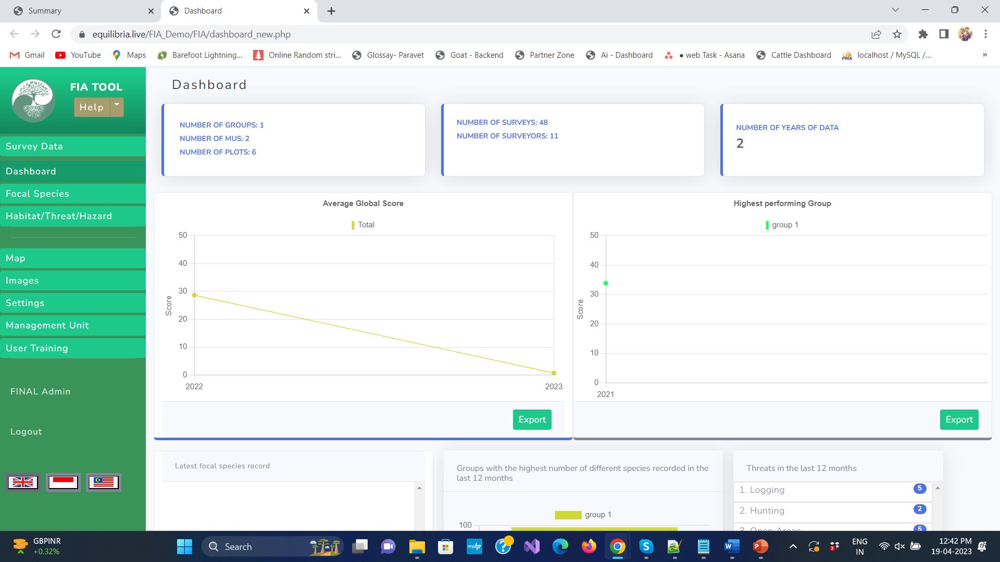 Summary
Dashboard
equilibria.live/FIA_Demo/FIA/dashboard_new.php
Gmail
YouTube
Maps
Barefoot Lightning...
Online Random stri...
Glossay- Paravet
Goat - Backend
Partner Zone
Ai - Dashboard
● web Task - Asana
Cattle Dashboard
localhost / MySQL /...
»
FIA TOOL
Help
Survey Data
Dashboard
Focal Species
Habitat/Threat/Hazard
Map
Images
Settings
Management Unit
User Training
FINAL Admin
Logout
Dashboard
NUMBER OF GROUPS: 1
NUMBER OF MUS: 2
NUMBER OF PLOTS: 6
NUMBER OF SURVEYS: 48
NUMBER OF SURVEYORS: 11
NUMBER OF YEARS OF DATA
2
Average Global Score
Total
50
40
30
20
10
0
Score
2022
2023
Export
Highest performing Group
group 1
50
40
30
20
10
0
Score
2021
Export
Latest focal species record
Groups with the highest number of different species recorded in the
last 12 months
group 1
100
Threats in the last 12 months
1. Logging
5
2. Hunting
2
3. Open Areas
5
GBPINR
+0.32%
Search
ENG
IN
12:42 PM
19-04-2023